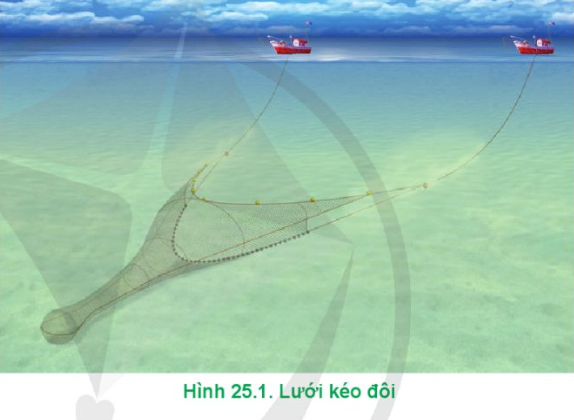 Hình 25.1. Lưới kéo đôi